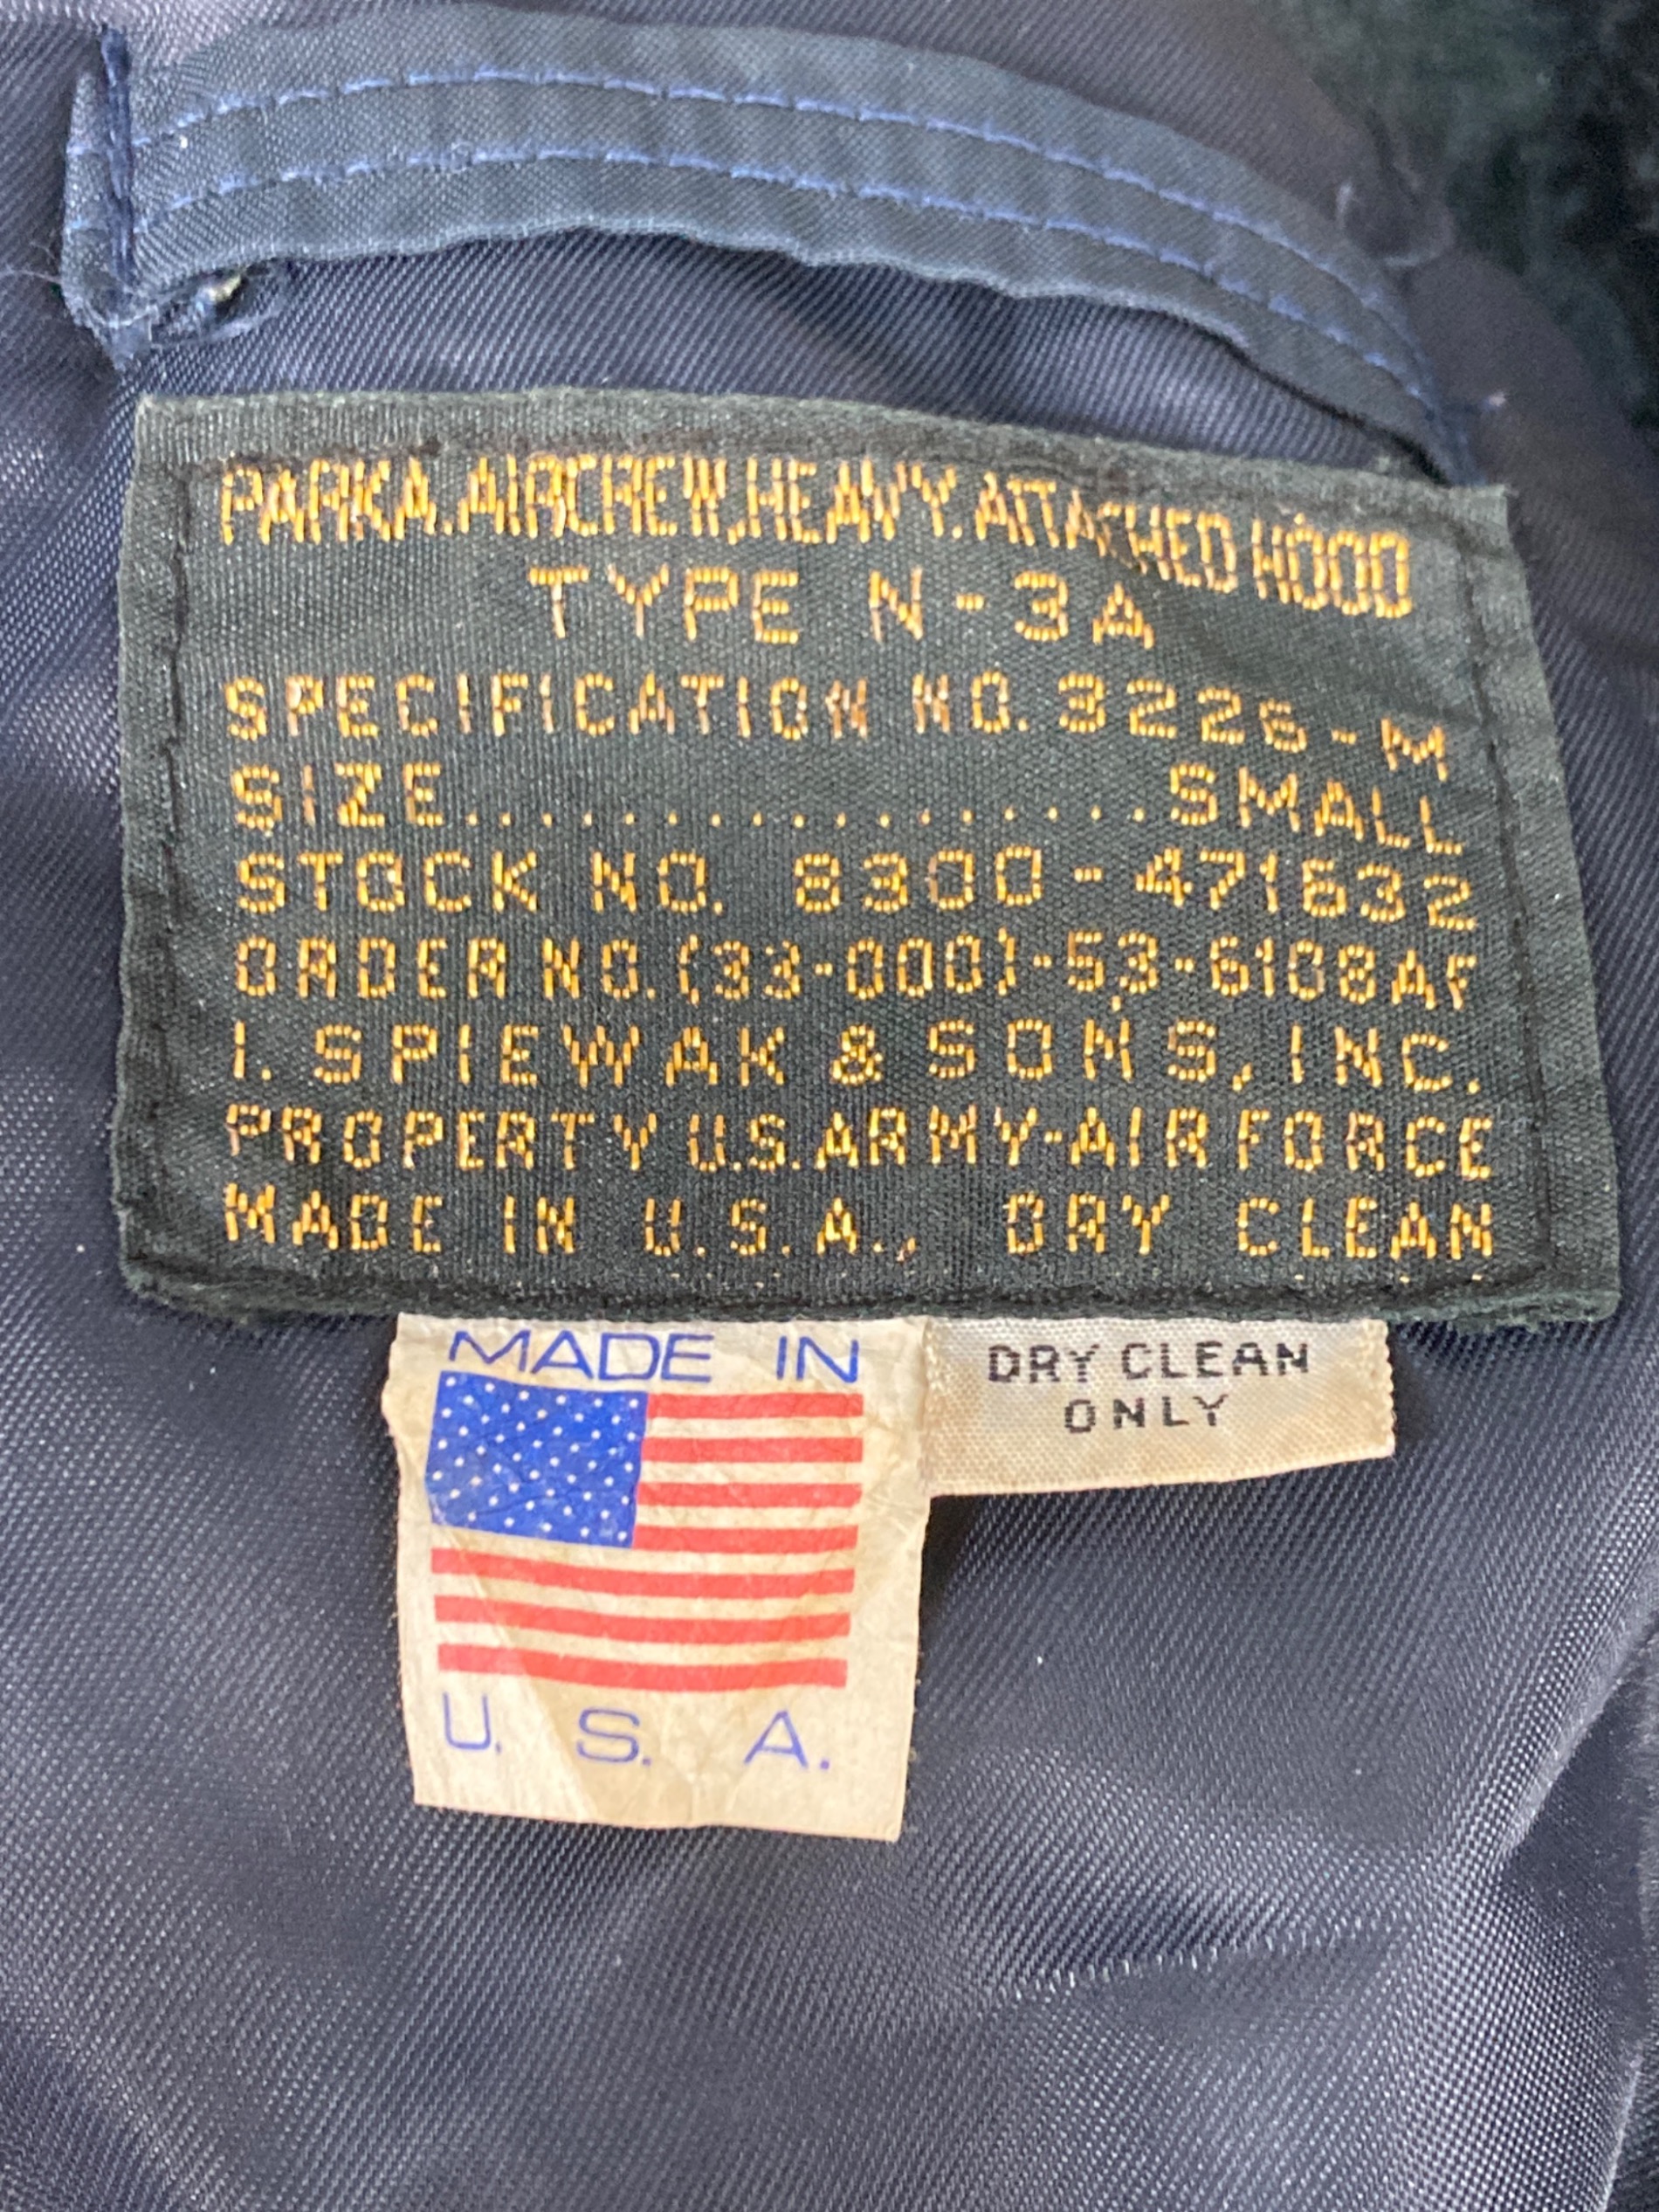 PARKA. AIRCREW, HEAVY. ATTACHED HOOD
TYPE N-3A
SPECIFICATION NO. 3226-M
SIZE................SMALL
STOCK NO. 8300-471632
ORDER NO. (33-000)-53-6108AF
I. SPIEWAK & SONS, INC.
PROPERTY U.S. ARMY-AIR FORCE
MADE IN U.S.A., DRY CLEAN
MADE IN
U. S. A.
DRY CLEAN
ONLY